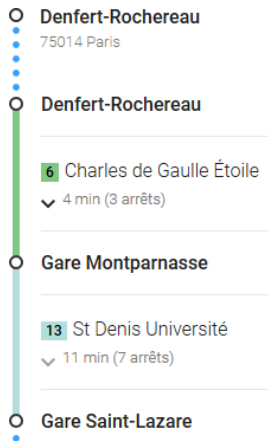 Denfert-Rochereau
75014 Paris
Denfert-Rochereau
6 Charles de Gaulle Étoile
4 min (3 arrêts)
Gare Montparnasse
13 St Denis Université
11 min (7 arrêts)
Gare Saint-Lazare